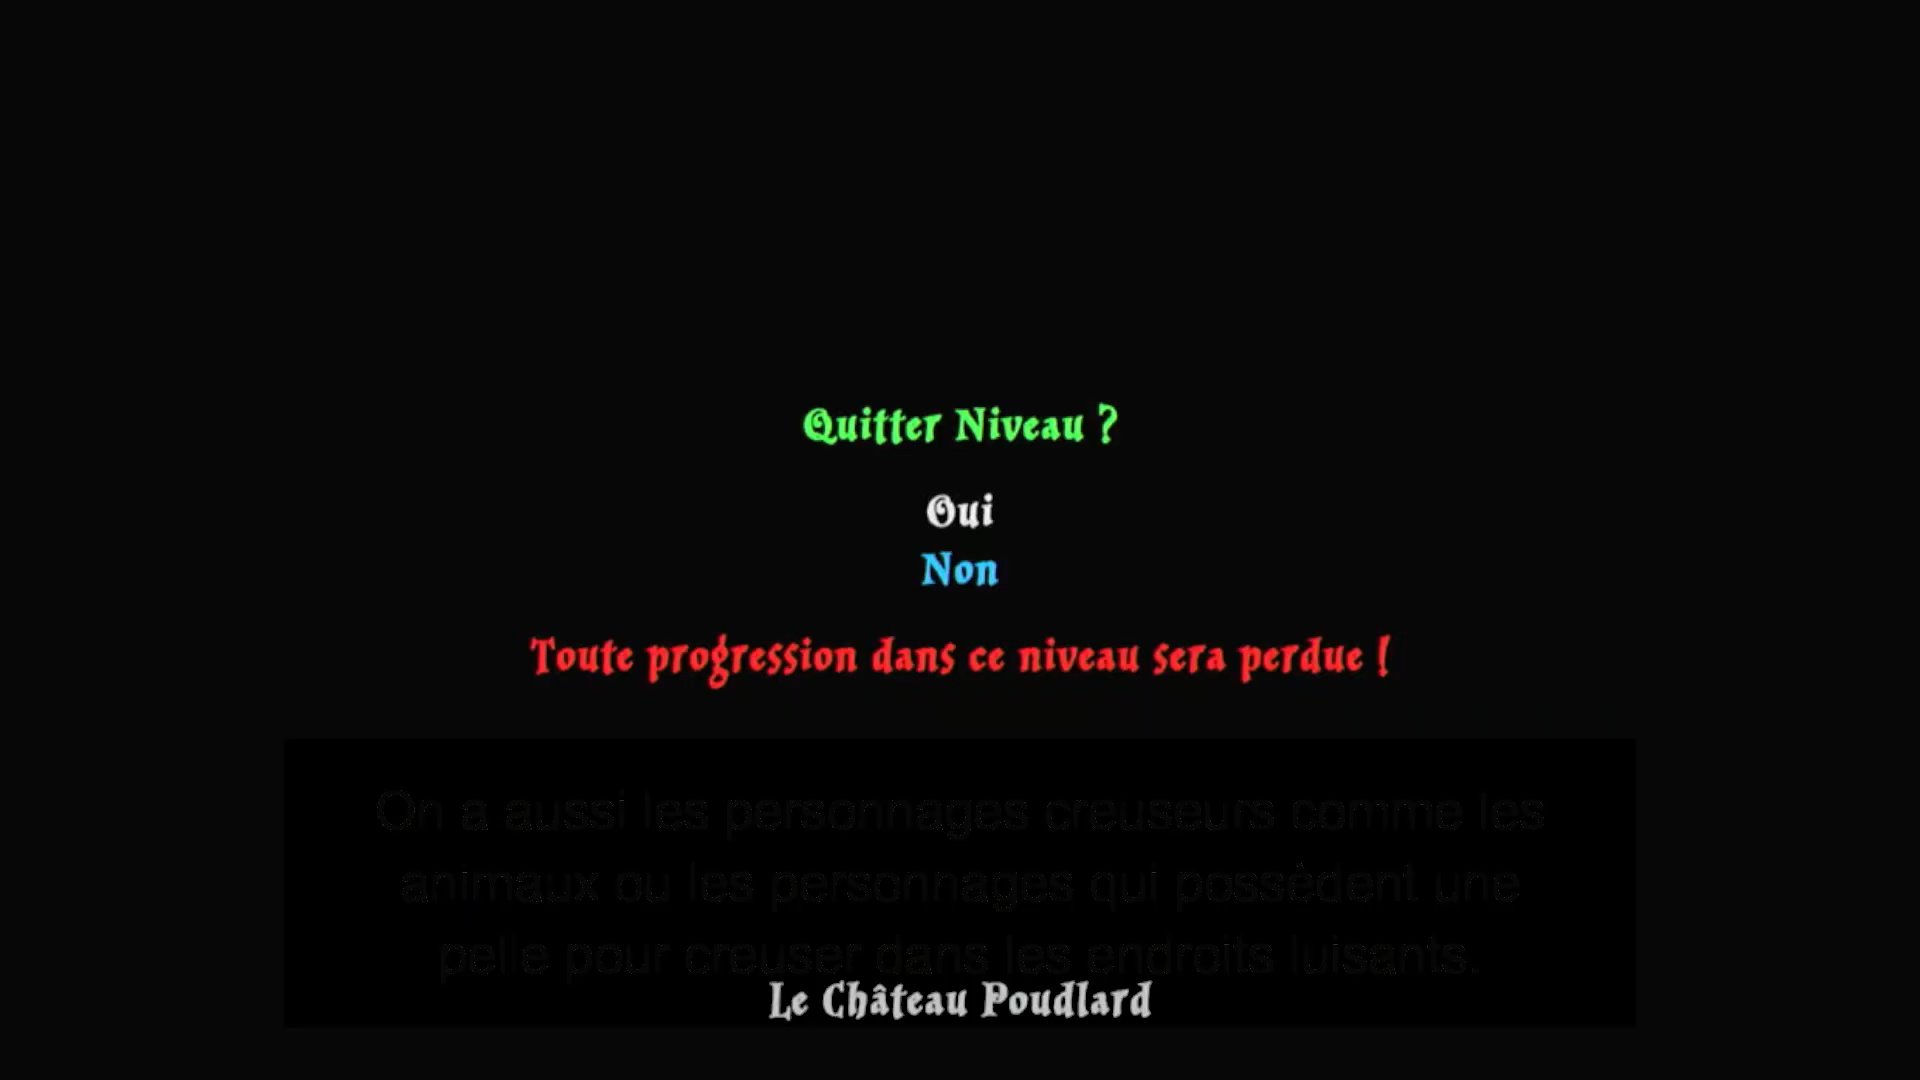 Quitter Niveau ?
Oui
Non
Toute progression dans ce niveau sera perdue !
On a aussi les personnages creuseurs comme les
animaux ou les personnages qui possèdent une
pelle pour creuser dans les endroits luisants.
Le Château Poudlard